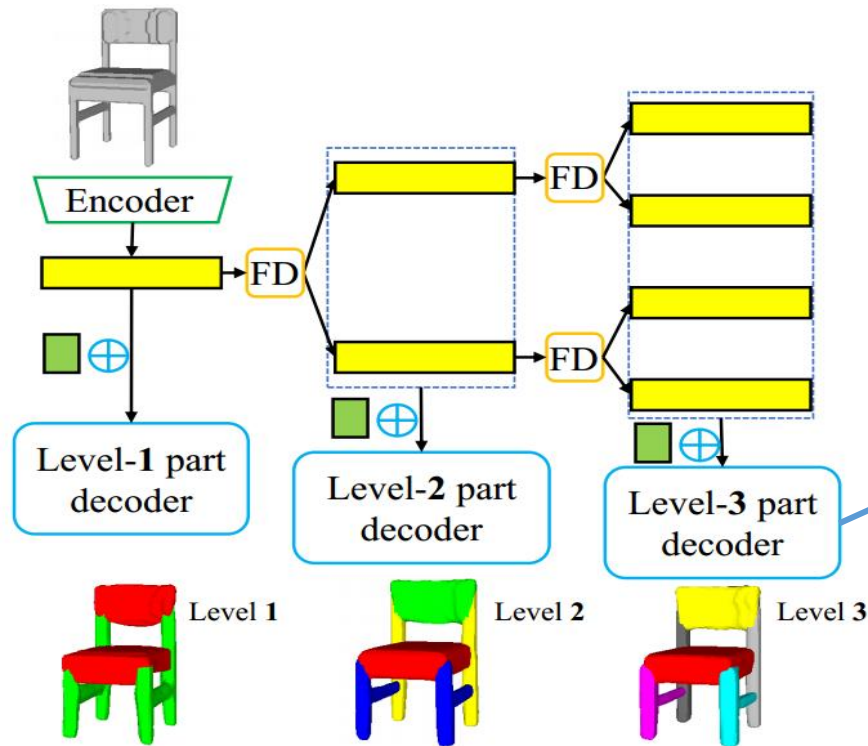 Encoder
FD
FD
FD
Level-1 part
decoder
Level-2 part
decoder
Level-3 part
decoder
Level 1
Level 2
Level 3